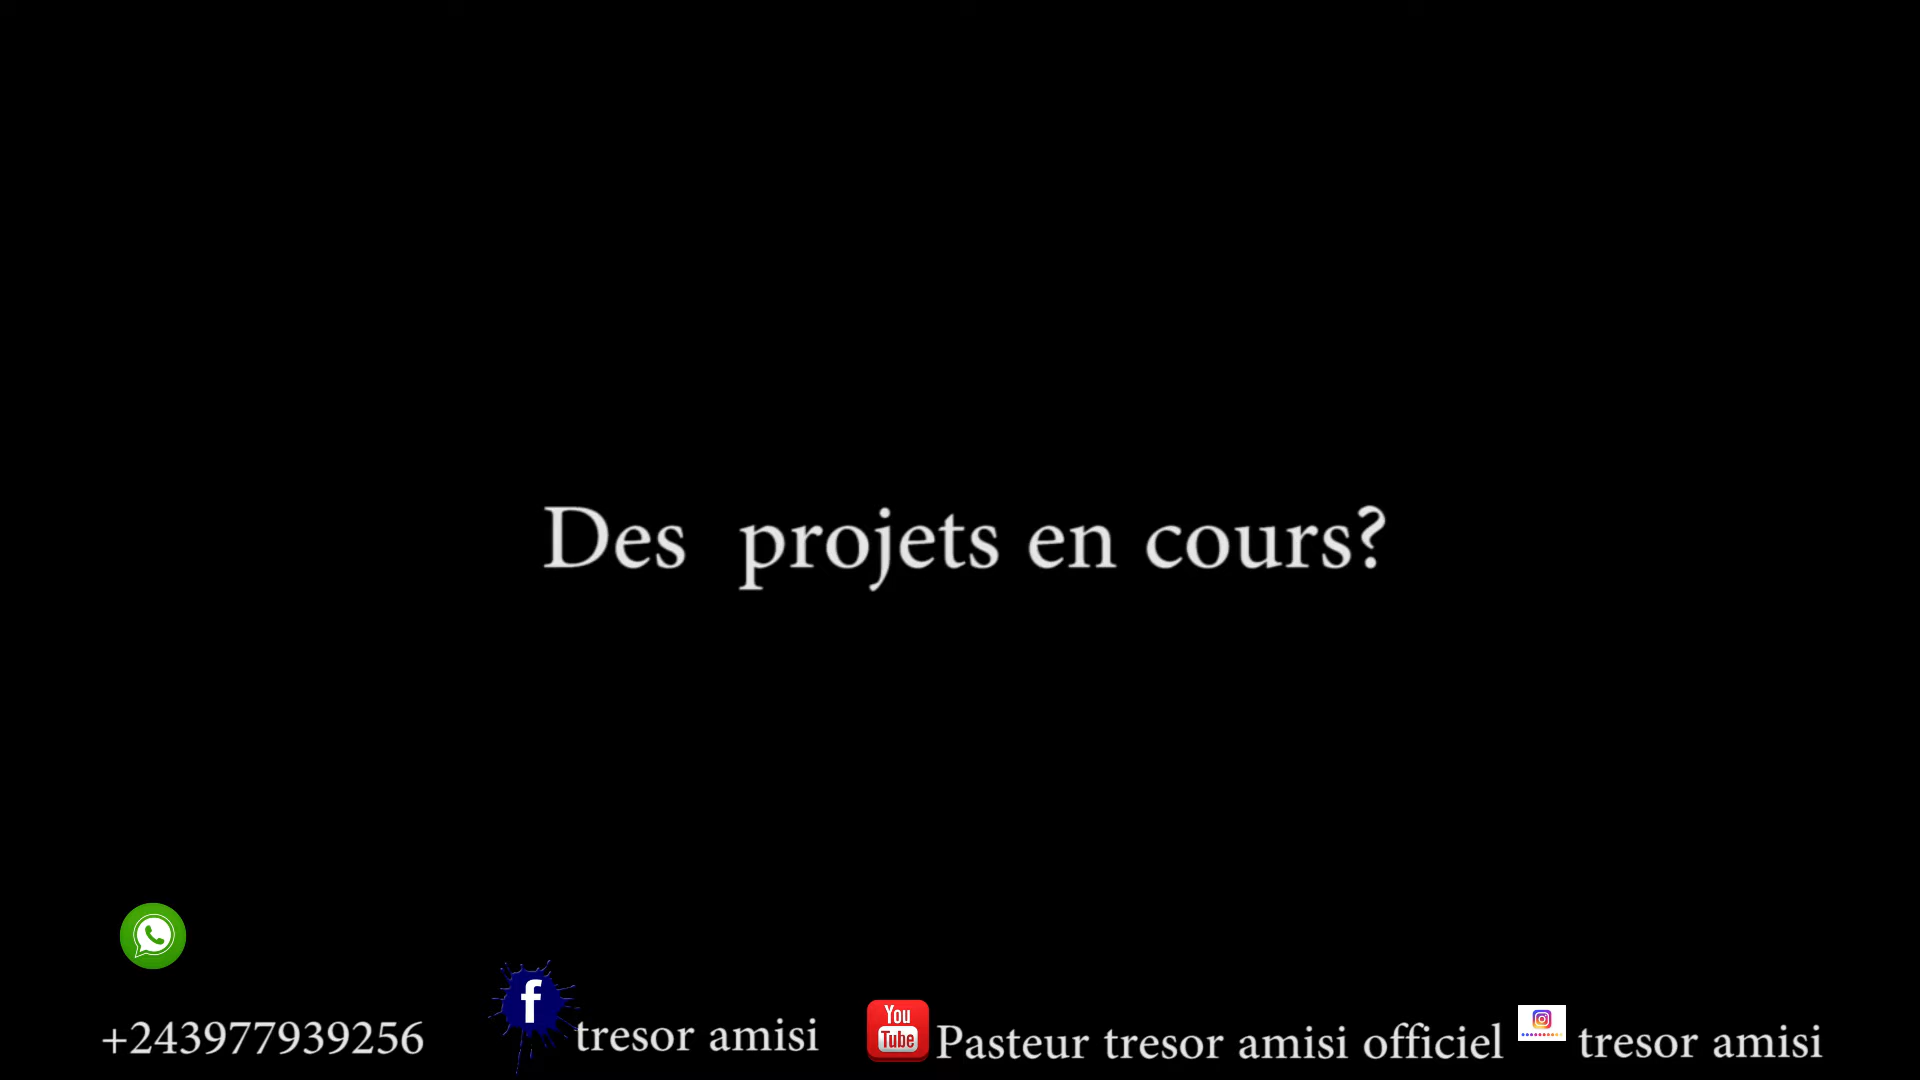 Des projets en cours?
+243977939256
f tresor amisi
You
Tube
Pasteur tresor amisi officiel
tresor amisi